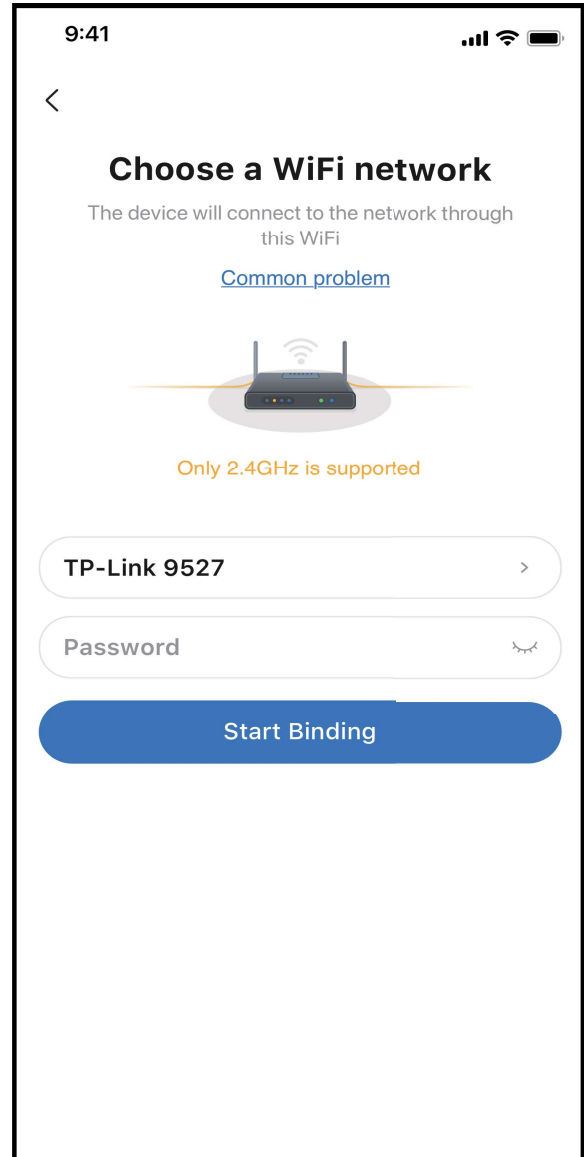 9:41
Choose a WiFi network
The device will connect to the network through
this WiFi
Common problem
Only 2.4GHz is supported
TP-Link 9527
Password
Start Binding